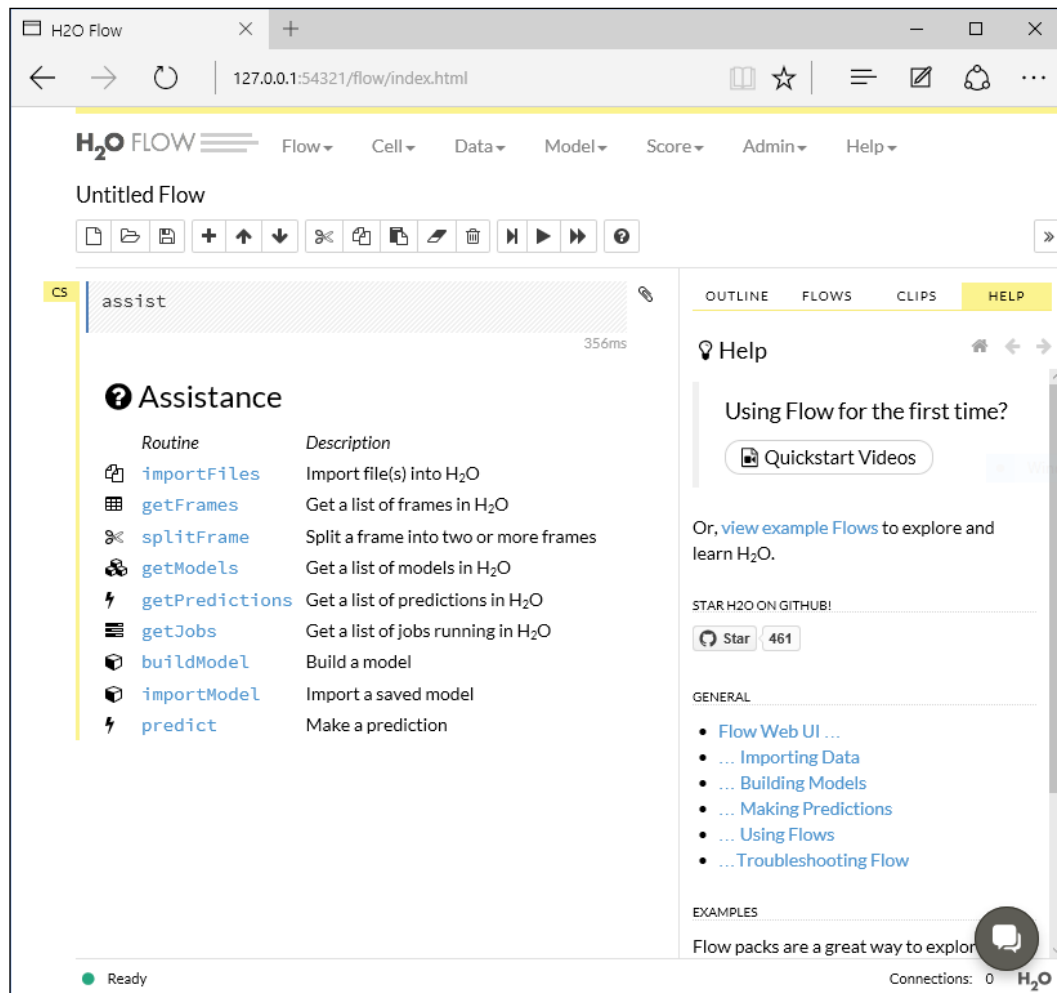 H2O Flow
127.0.0.1:54321/flow/index.html
H2O FLOW Flow Cell Data Model Score Admin Help
Untitled Flow
CS
assist
356ms
Assistance
Routine Description
importFiles Import file(s) into H2O
getFrames Get a list of frames in H2O
splitFrame Split a frame into two or more frames
getModels Get a list of models in H2O
getPredictions Get a list of predictions in H2O
getJobs Get a list of jobs running in H2O
buildModel Build a model
importModel Import a saved model
predict Make a prediction
OUTLINE FLOWS CLIPS HELP
Help
Using Flow for the first time?
Quickstart Videos
Or, view example Flows to explore and
learn H2O.
STAR H2O ON GITHUB!
Star 461
GENERAL
Flow Web UI ...
... Importing Data
... Building Models
... Making Predictions
... Using Flows
...Troubleshooting Flow
EXAMPLES
Flow packs are a great way to explor
Ready
Connections: 0 H2O